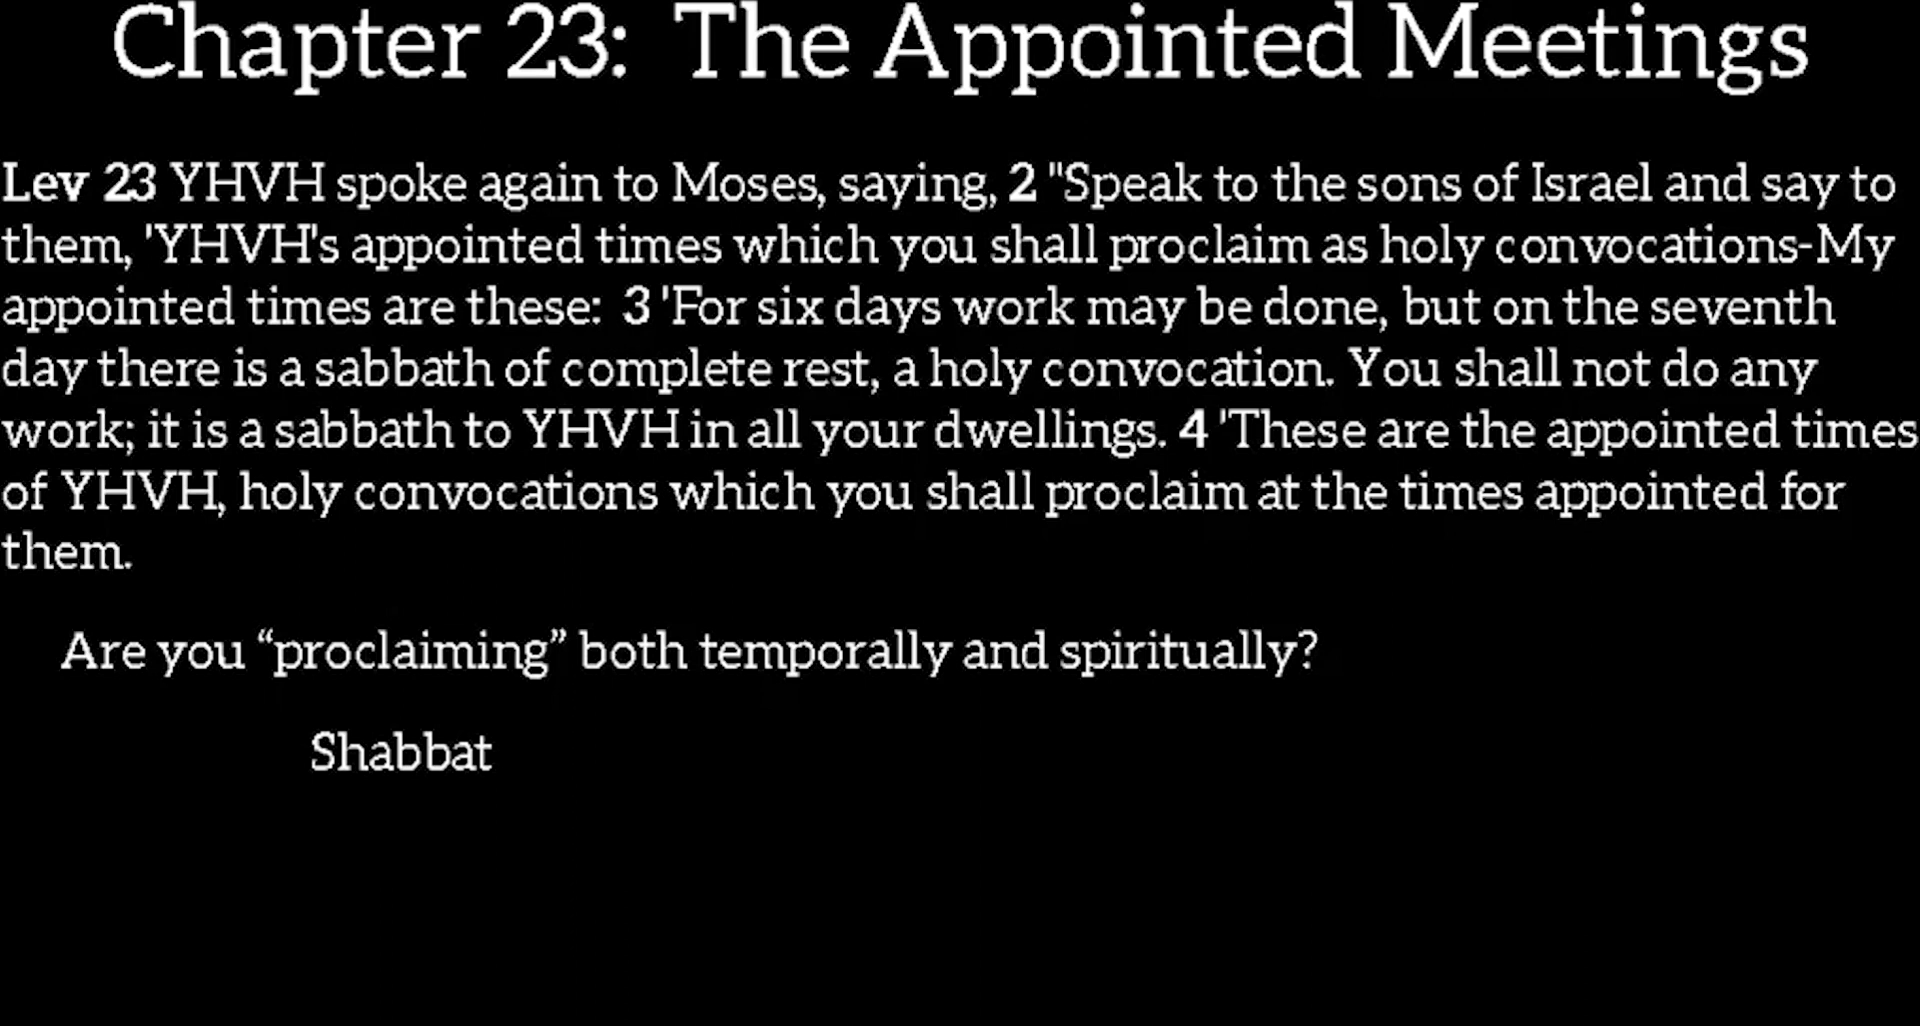 Chapter 23:  The Appointed Meetings
Lev 23 YHVH spoke again to Moses, saying, 2 "Speak to the sons of Israel and say to
them, 'YHVH's appointed times which you shall proclaim as holy convocations-My
appointed times are these:  3 'For six days work may be done, but on the seventh
day there is a sabbath of complete rest, a holy convocation. You shall not do any
work; it is a sabbath to YHVH in all your dwellings. 4 'These are the appointed times
of YHVH, holy convocations which you shall proclaim at the times appointed for
them.
Are you “proclaiming” both temporally and spiritually?
Shabbat